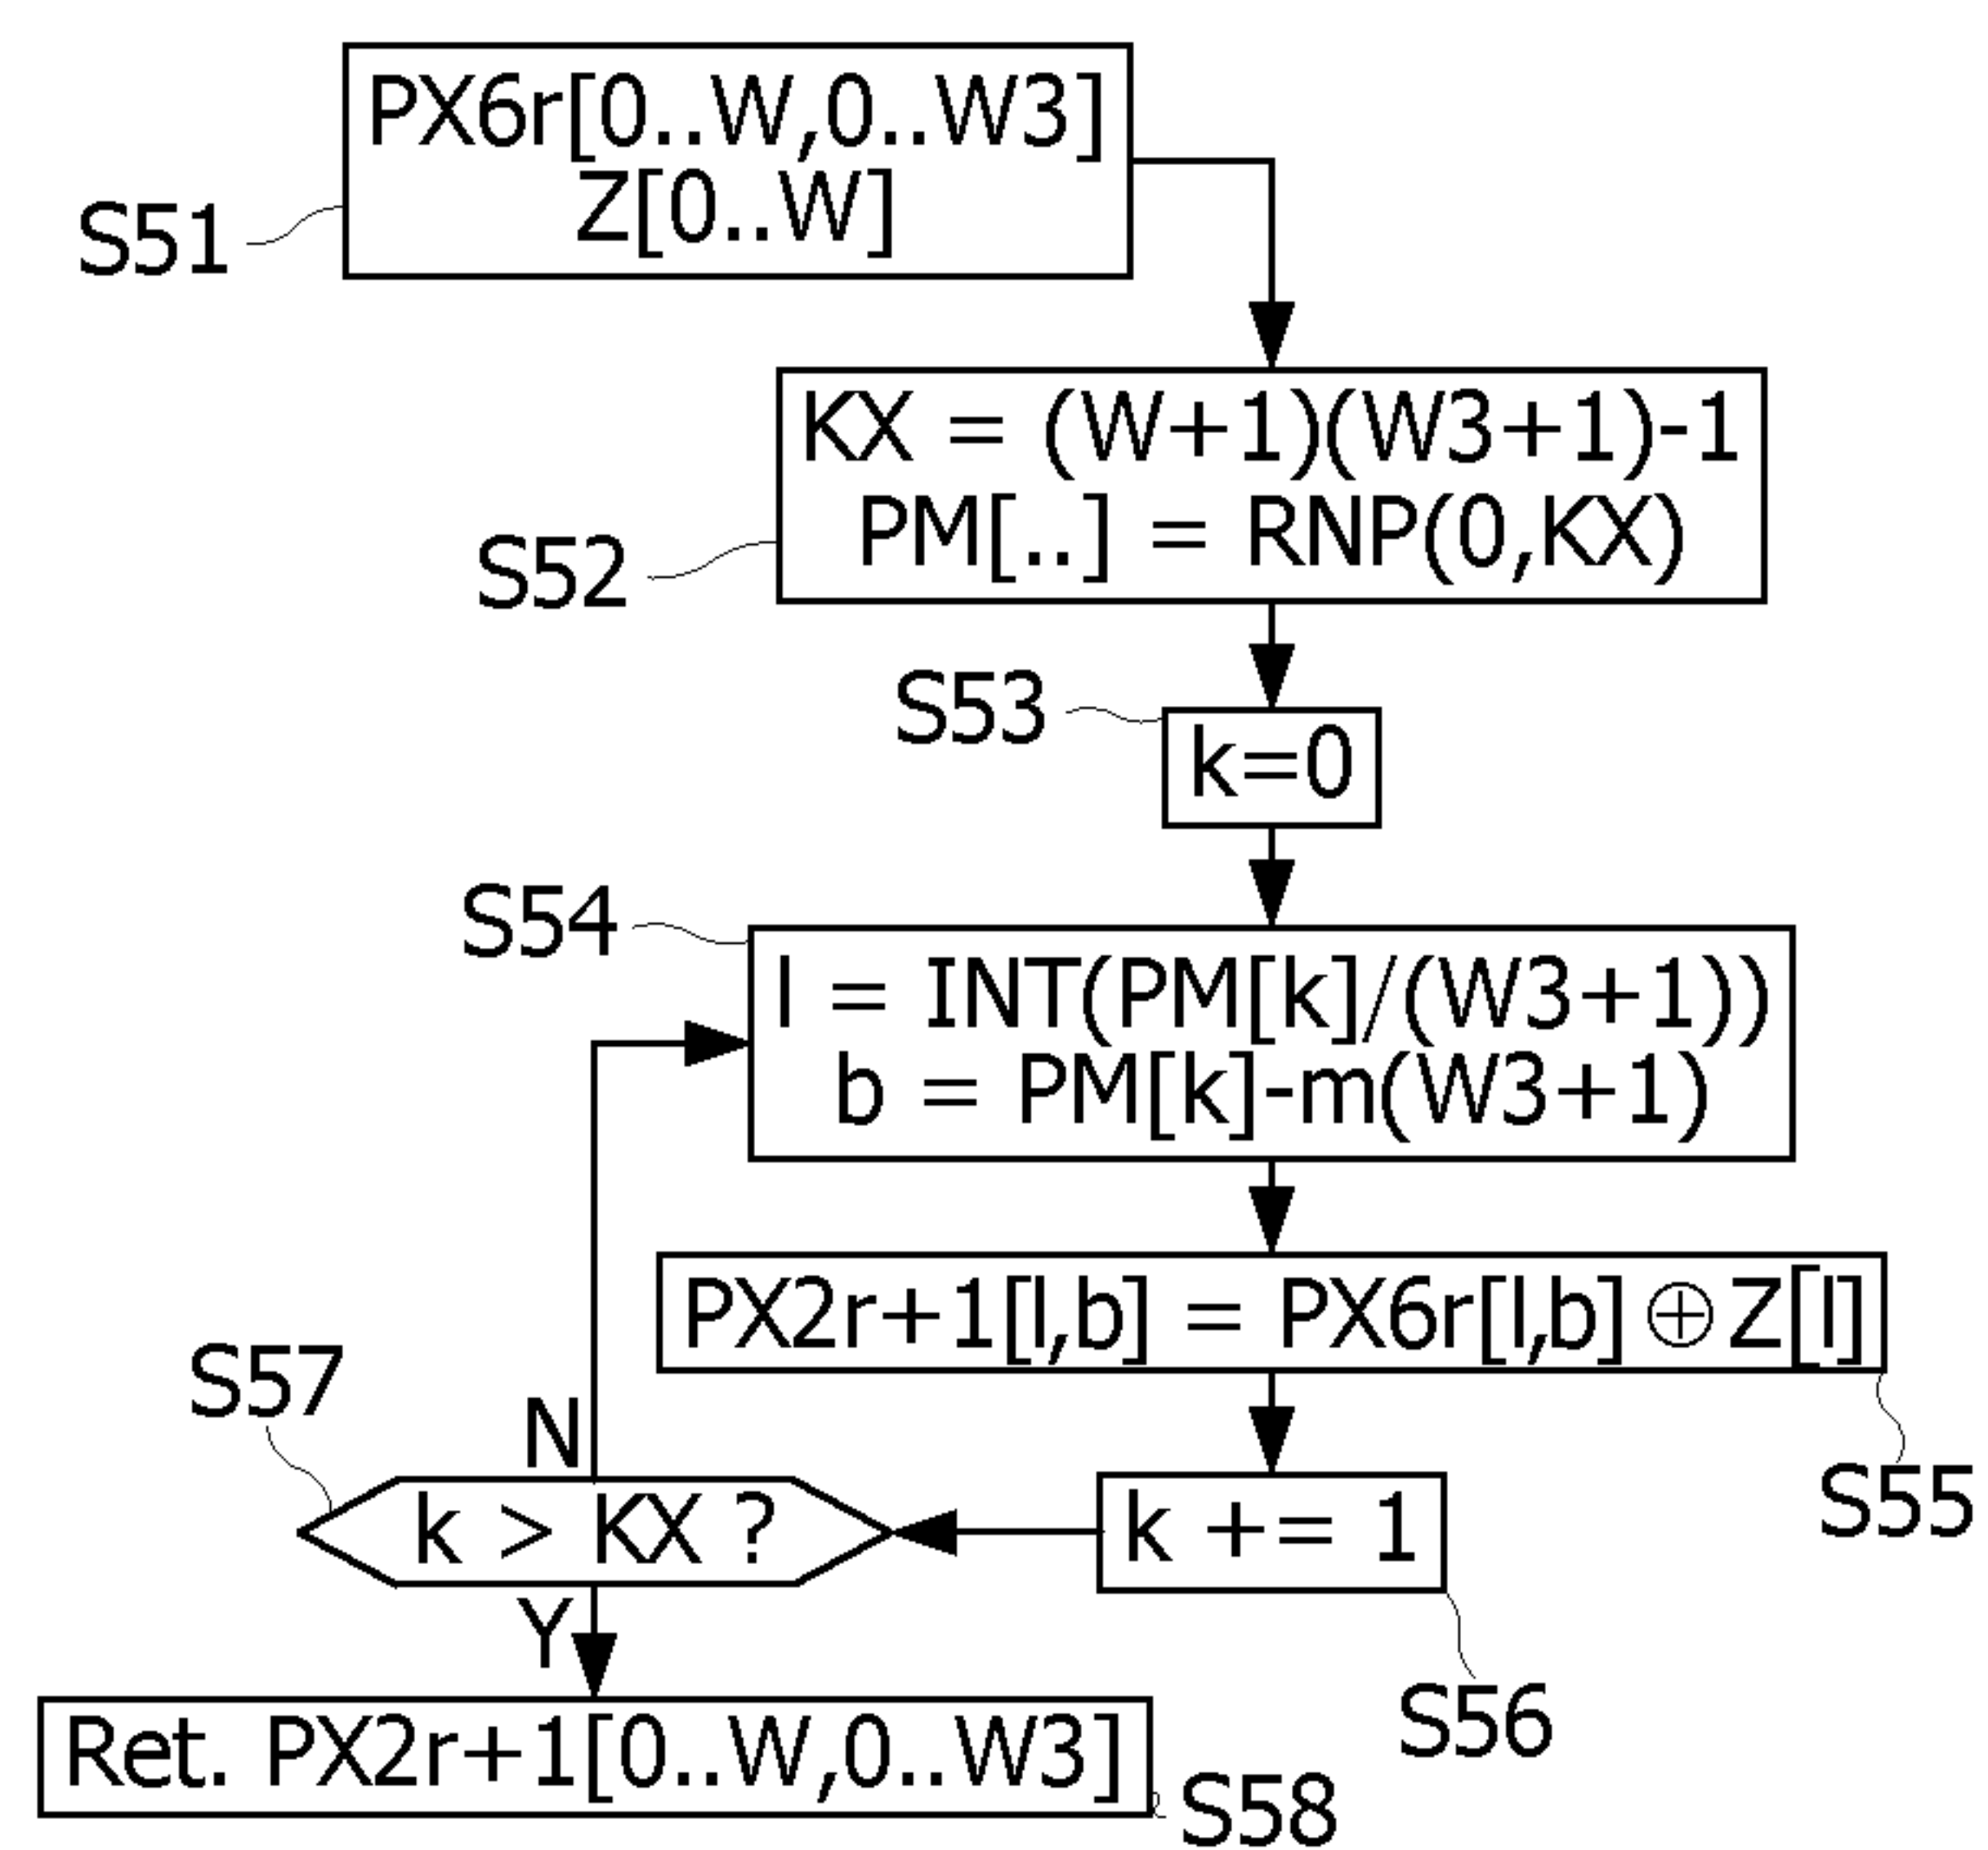 PX6r[0..W,0..W3]
Z[0..W]
S51
KX = (W+1)(W3+1)-1
PM[..] = RNP(0,KX)
S52
S53
k=0
S54
l = INT(PM[k]/(W3+1))
b = PM[k]-m(W3+1)
PX2r+1[l,b] = PX6r[l,b]⊕Z[l]
S55
S57
N
k > KX ?
k += 1
Y
S56
Ret. PX2r+1[0..W,0..W3]
S58